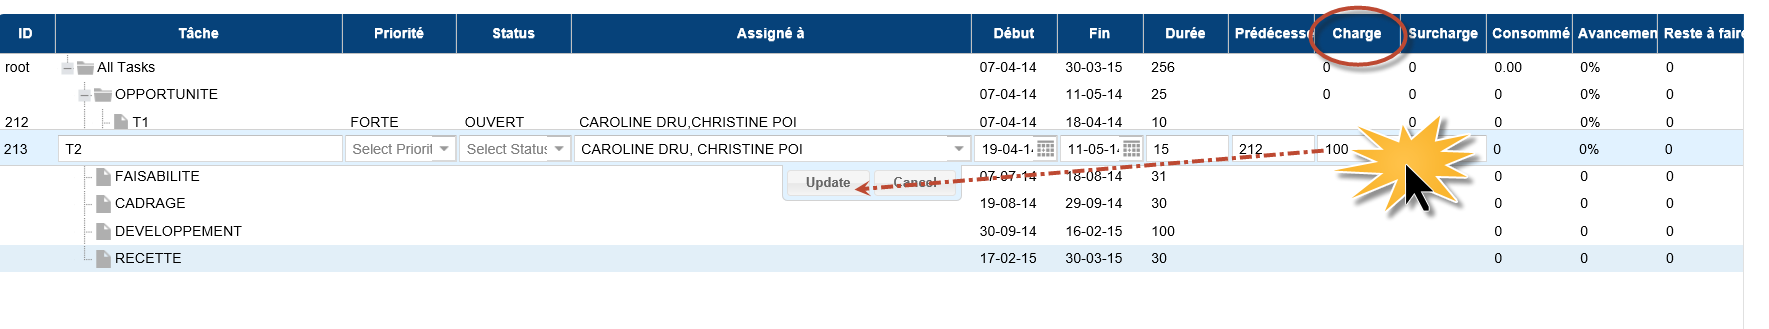 ID Tâche Priorité Status Assigné à Début Fin Durée Prédécess Charge Surcharge Consommé Avancemen Reste à faire
root All Tasks 07-04-14 30-03-15 256 0 0 0.00 0% 0
OPPORTUNITE 07-04-14 11-05-14 25 0 0 0 0% 0
212 T1 FORTE OUVERT CAROLINE DRU,CHRISTINE POI 07-04-14 18-04-14 10 0 0 0% 0
213 T2 Select Priorit Select Status CAROLINE DRU, CHRISTINE POI 19-04-1 11-05-1 15 212 100 0 0% 0
FAISABILITE 07-07-14 18-08-14 31 0 0 0
Update Cancel
CADRAGE 19-08-14 29-09-14 30 0 0 0
DEVELOPPEMENT 30-09-14 16-02-15 100 0 0 0
RECETTE 17-02-15 30-03-15 30 0 0 0